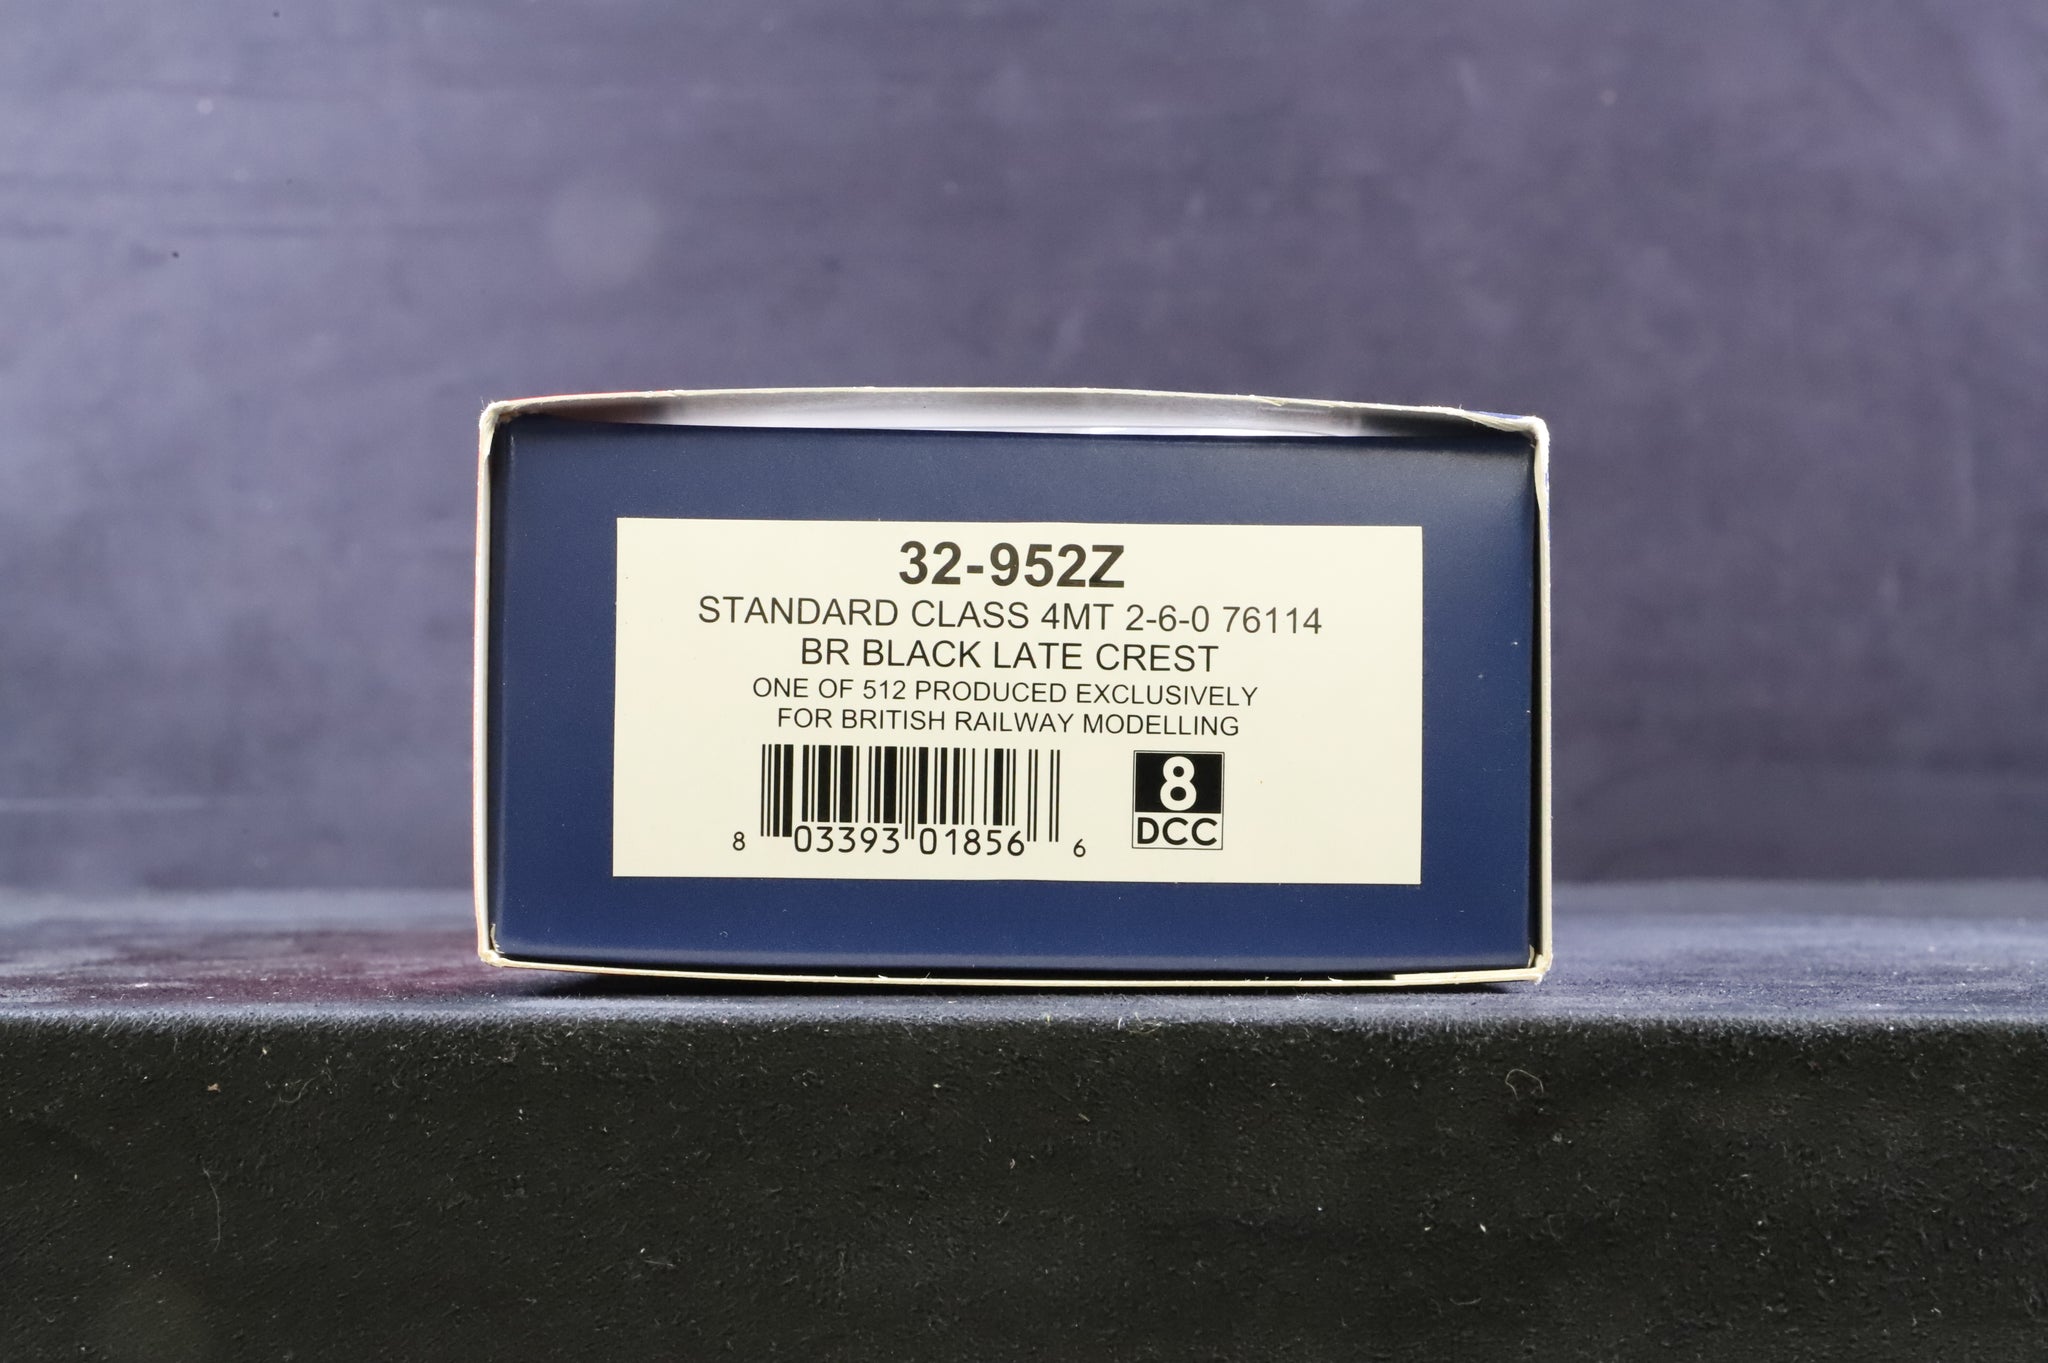 32-952Z
STANDARD CLASS 4MT 2-6-0 76114
BR BLACK LATE CREST
ONE OF 512 PRODUCED EXCLUSIVELY
FOR BRITISH RAILWAY MODELLING
8 03393 01856 6
8
DCC